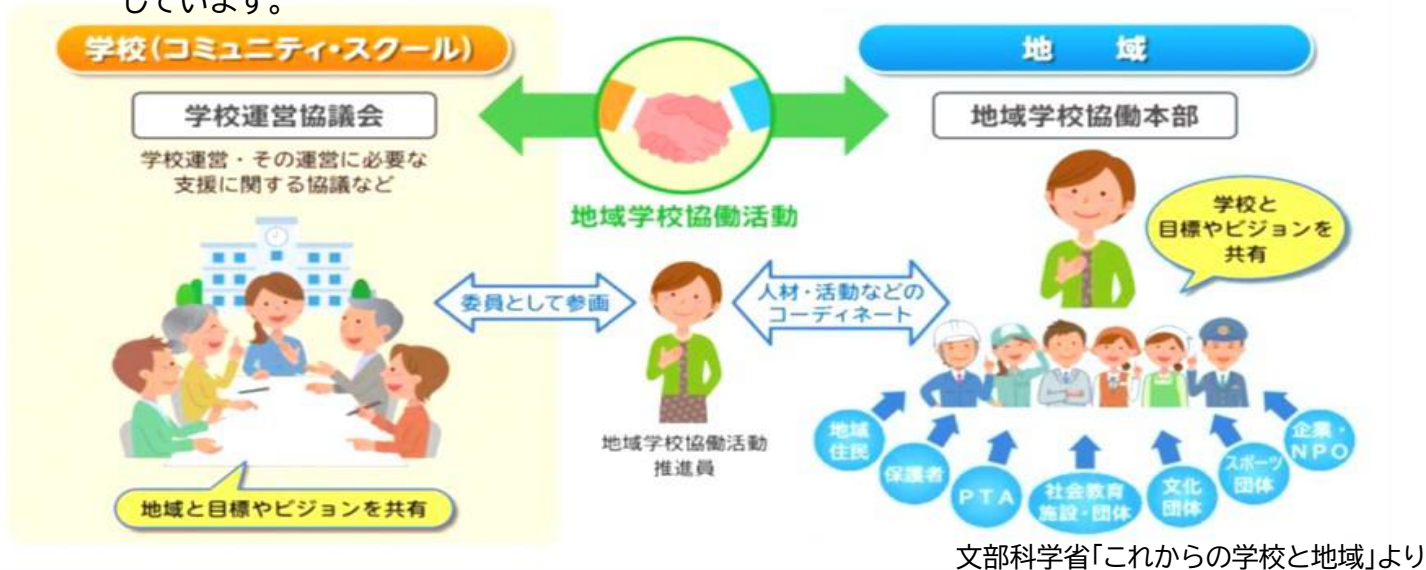 しています。
学校(コミュニティ・スクール)
学校運営協議会
学校運営・その運営に必要な
支援に関する協議など
地域と目標やビジョンを共有
地域学校協働活動
委員として参画
地域学校協働活動
推進員
人材・活動などの
コーディネート
地 域
地域学校協働本部
学校と
目標やビジョンを
共有
地域
住民
保護者
PTA
社会教育
施設・団体
文化
団体
スポーツ
団体
企業・
NPO
文部科学省「これからの学校と地域」より